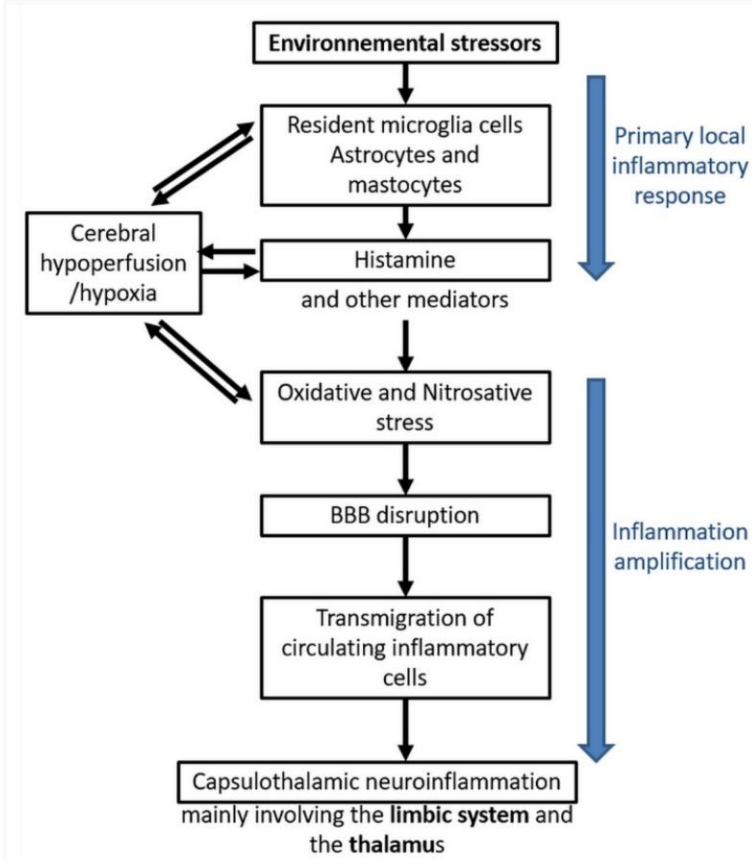 Environnemental stressors
Resident microglia cells
Astrocytes and
mastocytes
Primary local
inflammatory
response
Cerebral
hypoperfusion
/hypoxia
Histamine
and other mediators
Oxidative and Nitrosative
stress
BBB disruption
Inflammation
amplification
Transmigration of
circulating inflammatory
cells
Capsulothalamic neuroinflammation
mainly involving the limbic system and
the thalamus